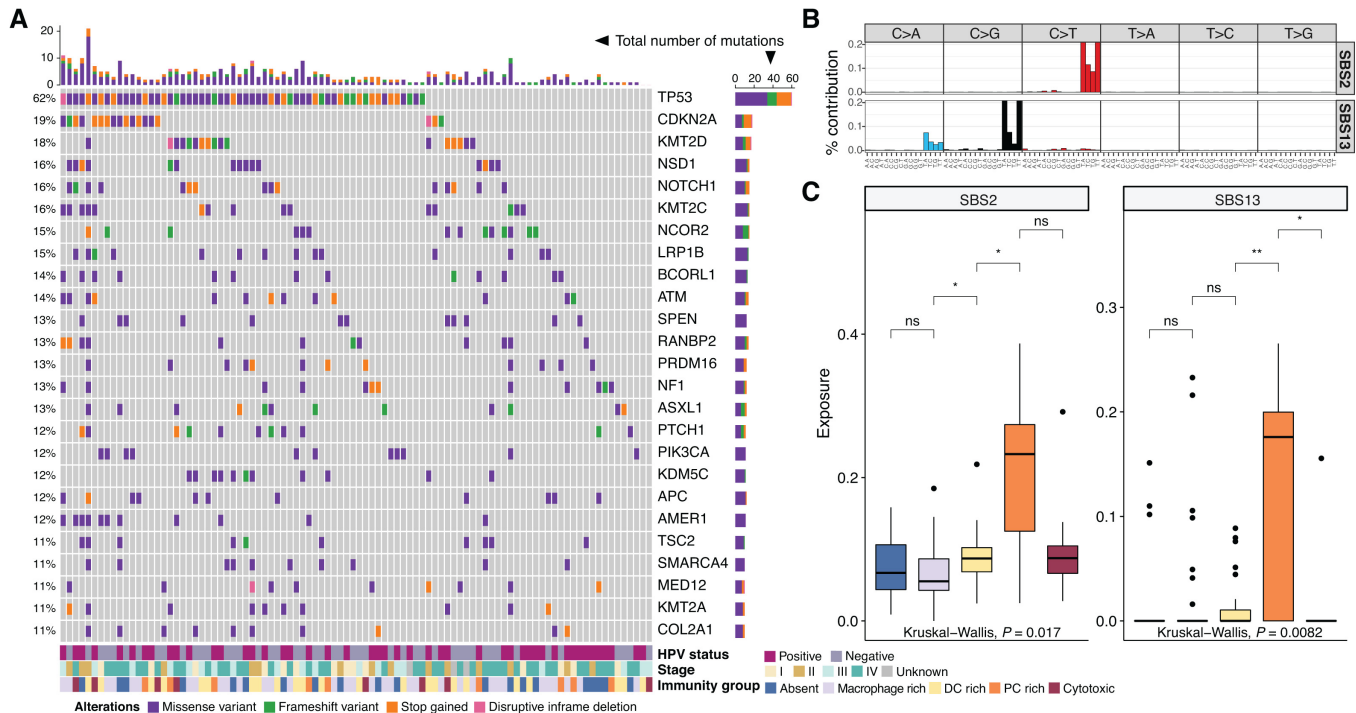 A
20
10
0
Total number of mutations
0 20 40 60
62% TP53
19% CDKN2A
18% KMT2D
16% NSD1
16% NOTCH1
16% KMT2C
15% NCOR2
15% LRP1B
14% BCORL1
14% ATM
13% SPEN
13% RANBP2
13% PRDM16
13% NF1
13% ASXL1
12% PTCH1
12% PIK3CA
12% KDM5C
12% APC
12% AMER1
11% TSC2
11% SMARCA4
11% MED12
11% KMT2A
11% COL2A1
HPV status
Stage
Immunity group
Positive Negative
I II III IV Unknown
Absent Macrophage rich DC rich PC rich Cytotoxic
Alterations Missense variant Frameshift variant Stop gained Disruptive inframe deletion
B
C>A C>G C>T T>A T>C T>G
% contribution
0.2
0.1
0.0
SBS2
0.2
0.1
0.0
SBS13
C
SBS2
SBS13
Exposure
0.4
0.2
0.0
ns
*
*
ns
Kruskal–Wallis, P = 0.017
0.3
0.2
0.1
0.0
ns
ns
**
*
Kruskal–Wallis, P = 0.0082